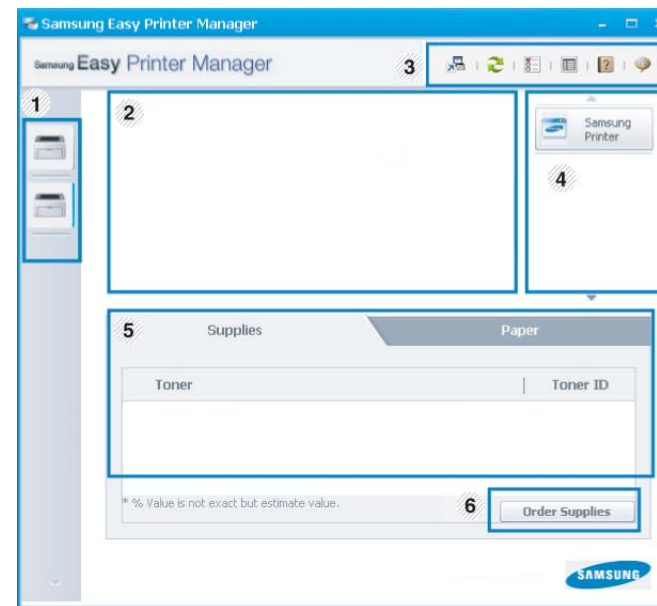 Samsung Easy Printer Manager
Samsung Easy Printer Manager
3
1
2
Samsung
Printer
4
5
Supplies
Paper
Toner
Toner ID
* % Value is not exact but estimate value.
6
Order Supplies
SAMSUNG